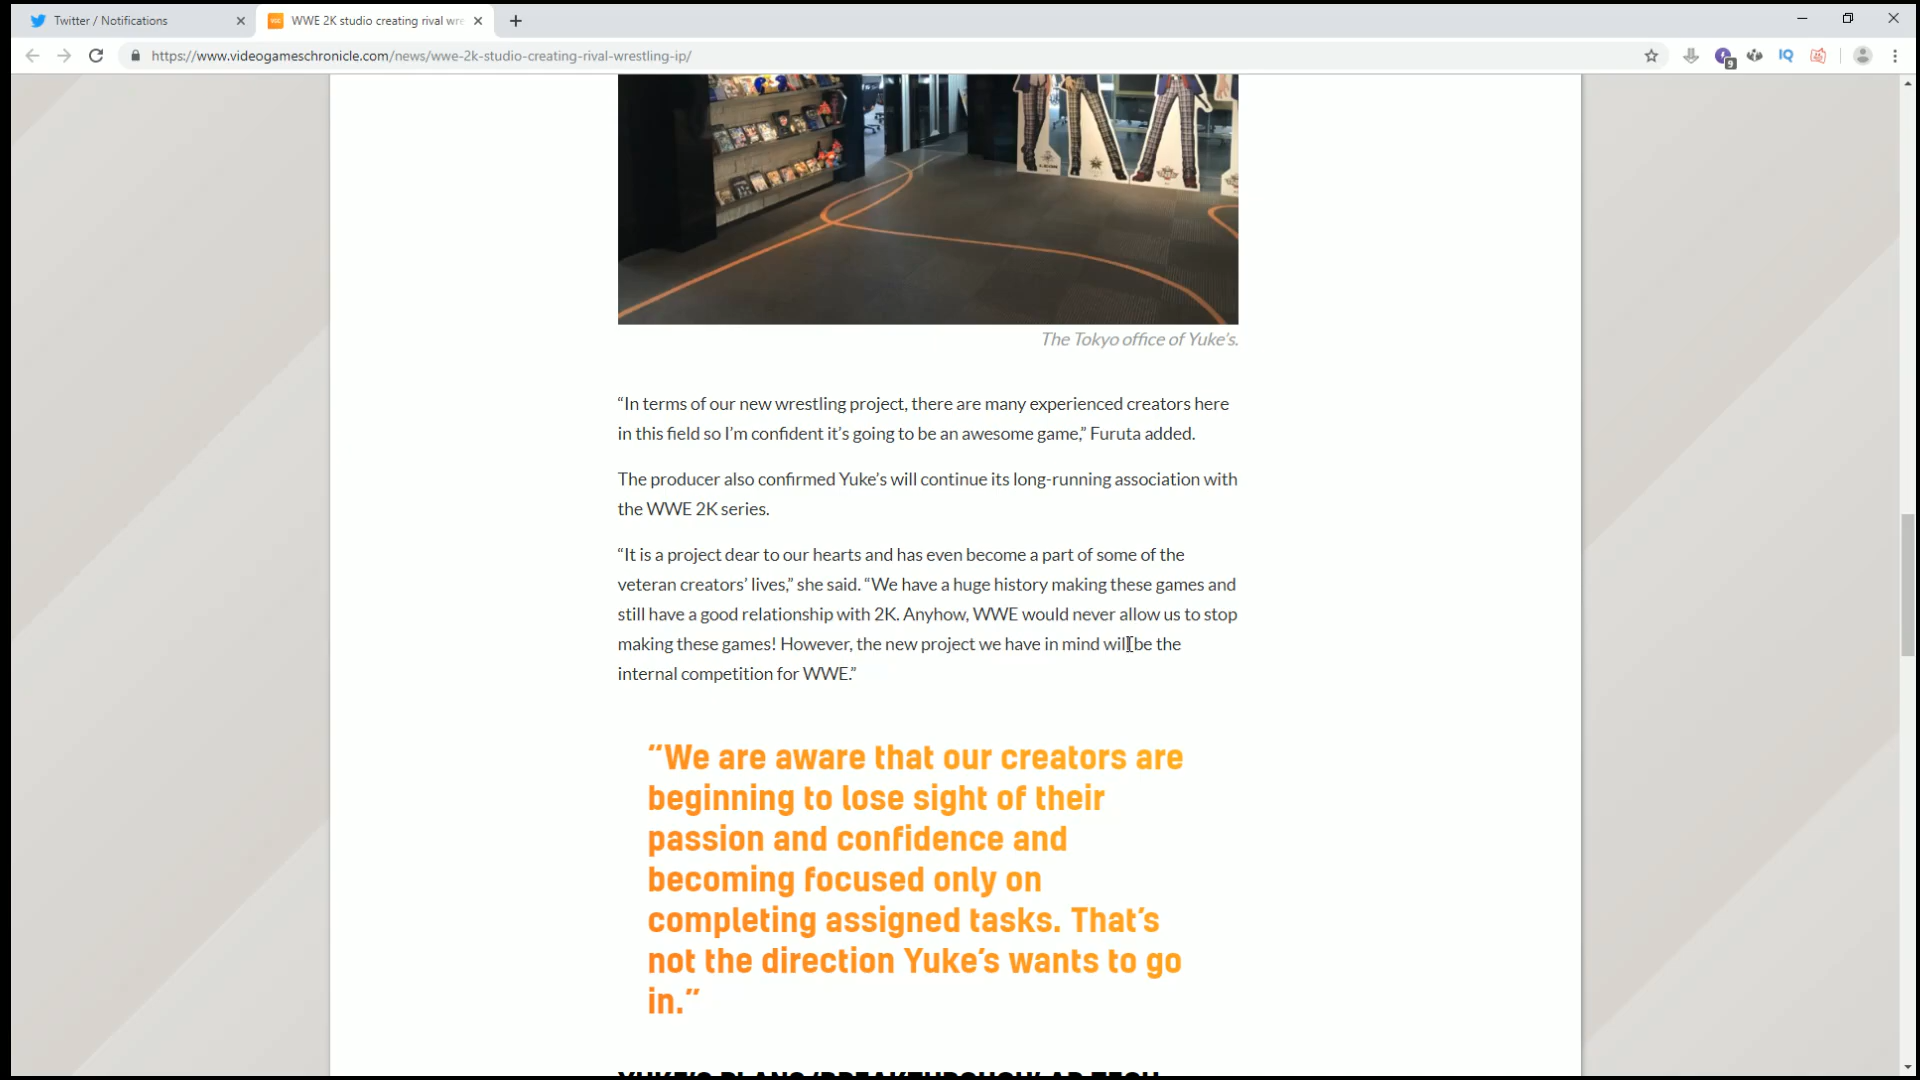 Twitter / Notifications
WWE 2K studio creating rival wre
https://www.videogameschronicle.com/news/wwe-2k-studio-creating-rival-wrestling-ip/
9
IQ
The Tokyo office of Yuke's.
“In terms of our new wrestling project, there are many experienced creators here
in this field so I’m confident it’s going to be an awesome game,” Furuta added.
The producer also confirmed Yuke’s will continue its long-running association with
the WWE 2K series.
“It is a project dear to our hearts and has even become a part of some of the
veteran creators’ lives,” she said. “We have a huge history making these games and
still have a good relationship with 2K. Anyhow, WWE would never allow us to stop
making these games! However, the new project we have in mind will be the
internal competition for WWE.”
“We are aware that our creators are
beginning to lose sight of their
passion and confidence and
becoming focused only on
completing assigned tasks. That’s
not the direction Yuke’s wants to go
in.”
YUKE’S PLANS ‘BREAKTHROUGH’ AR TECH